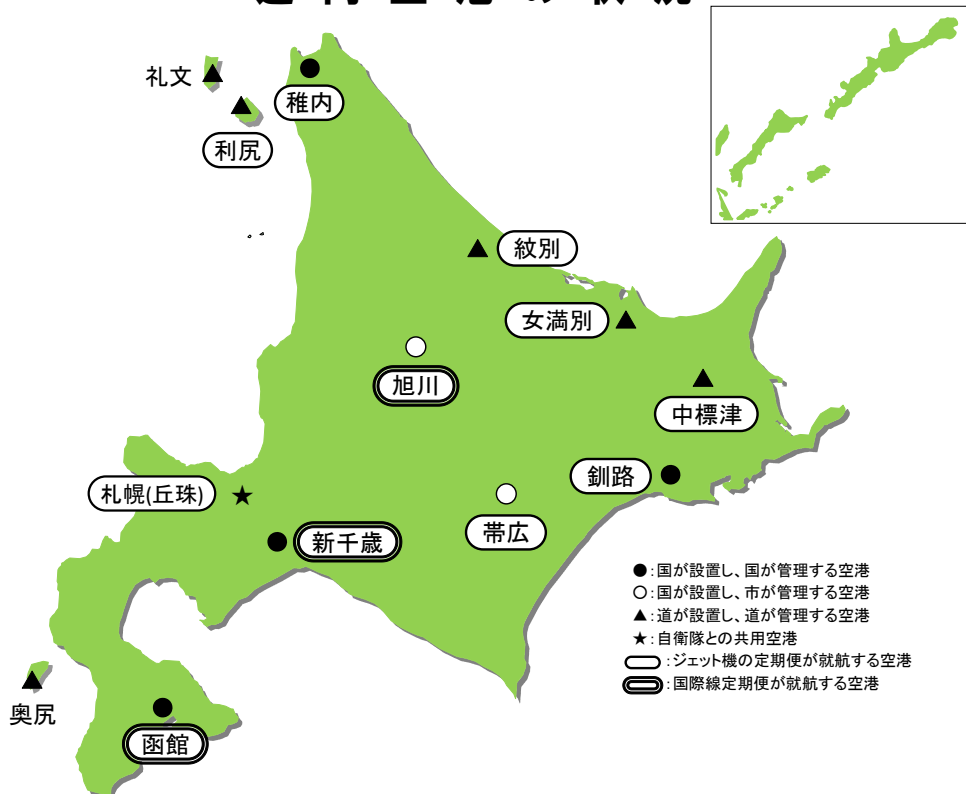 礼文
稚内
利尻
紋別
女満別
旭川
中標津
釧路
札幌(丘珠)
帯広
新千歳
●:国が設置し、国が管理する空港
○:国が設置し、市が管理する空港
▲:道が設置し、道が管理する空港
★:自衛隊との共用空港
:ジェット機の定期便が就航する空港
:国際線定期便が就航する空港
奥尻
函館